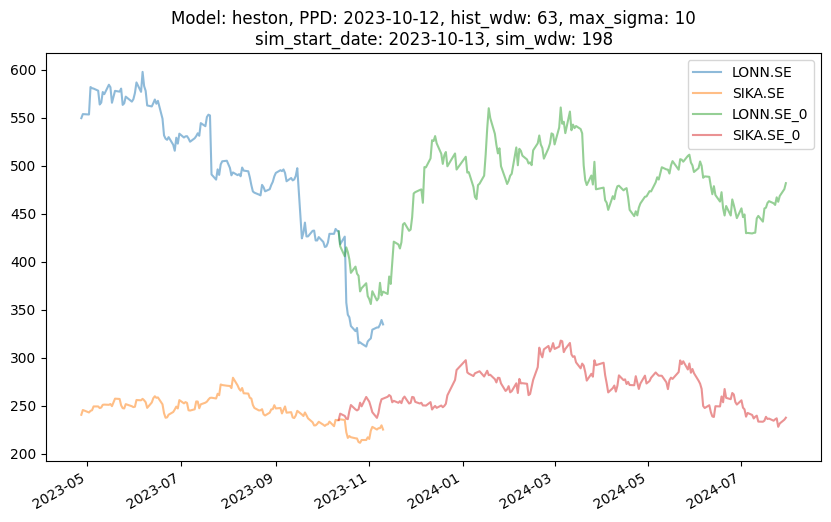 Model: heston, PPD: 2023-10-12, hist_wdw: 63, max_sigma: 10
sim_start_date: 2023-10-13, sim_wdw: 198
LONN.SE
SIKA.SE
LONN.SE_0
SIKA.SE_0
600
550
500
450
400
350
300
250
200
2023-05
2023-07
2023-09
2023-11
2024-01
2024-03
2024-05
2024-07